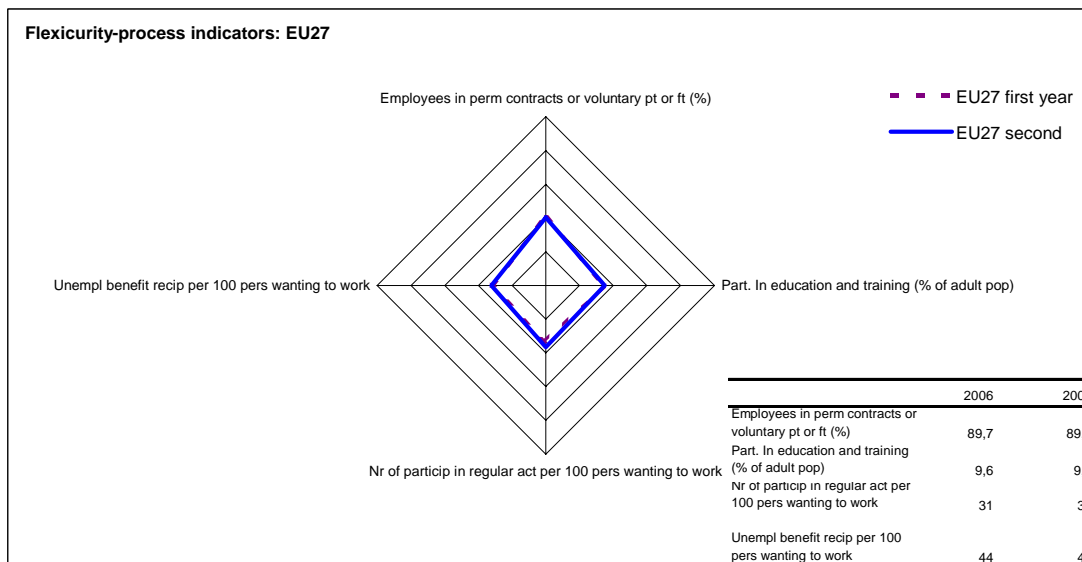 Flexicurity-process indicators: EU27
Employees in perm contracts or voluntary pt or ft (%)
EU27 first year
EU27 second
Unempl benefit recip per 100 pers wanting to work
Part. In education and training (% of adult pop)
Nr of particip in regular act per 100 pers wanting to work
2006
Employees in perm contracts or
voluntary pt or ft (%) 89,7
Part. In education and training
(% of adult pop) 9,6
Nr of particip in regular act per
100 pers wanting to work 31
Unempl benefit recip per 100
pers wanting to work 44